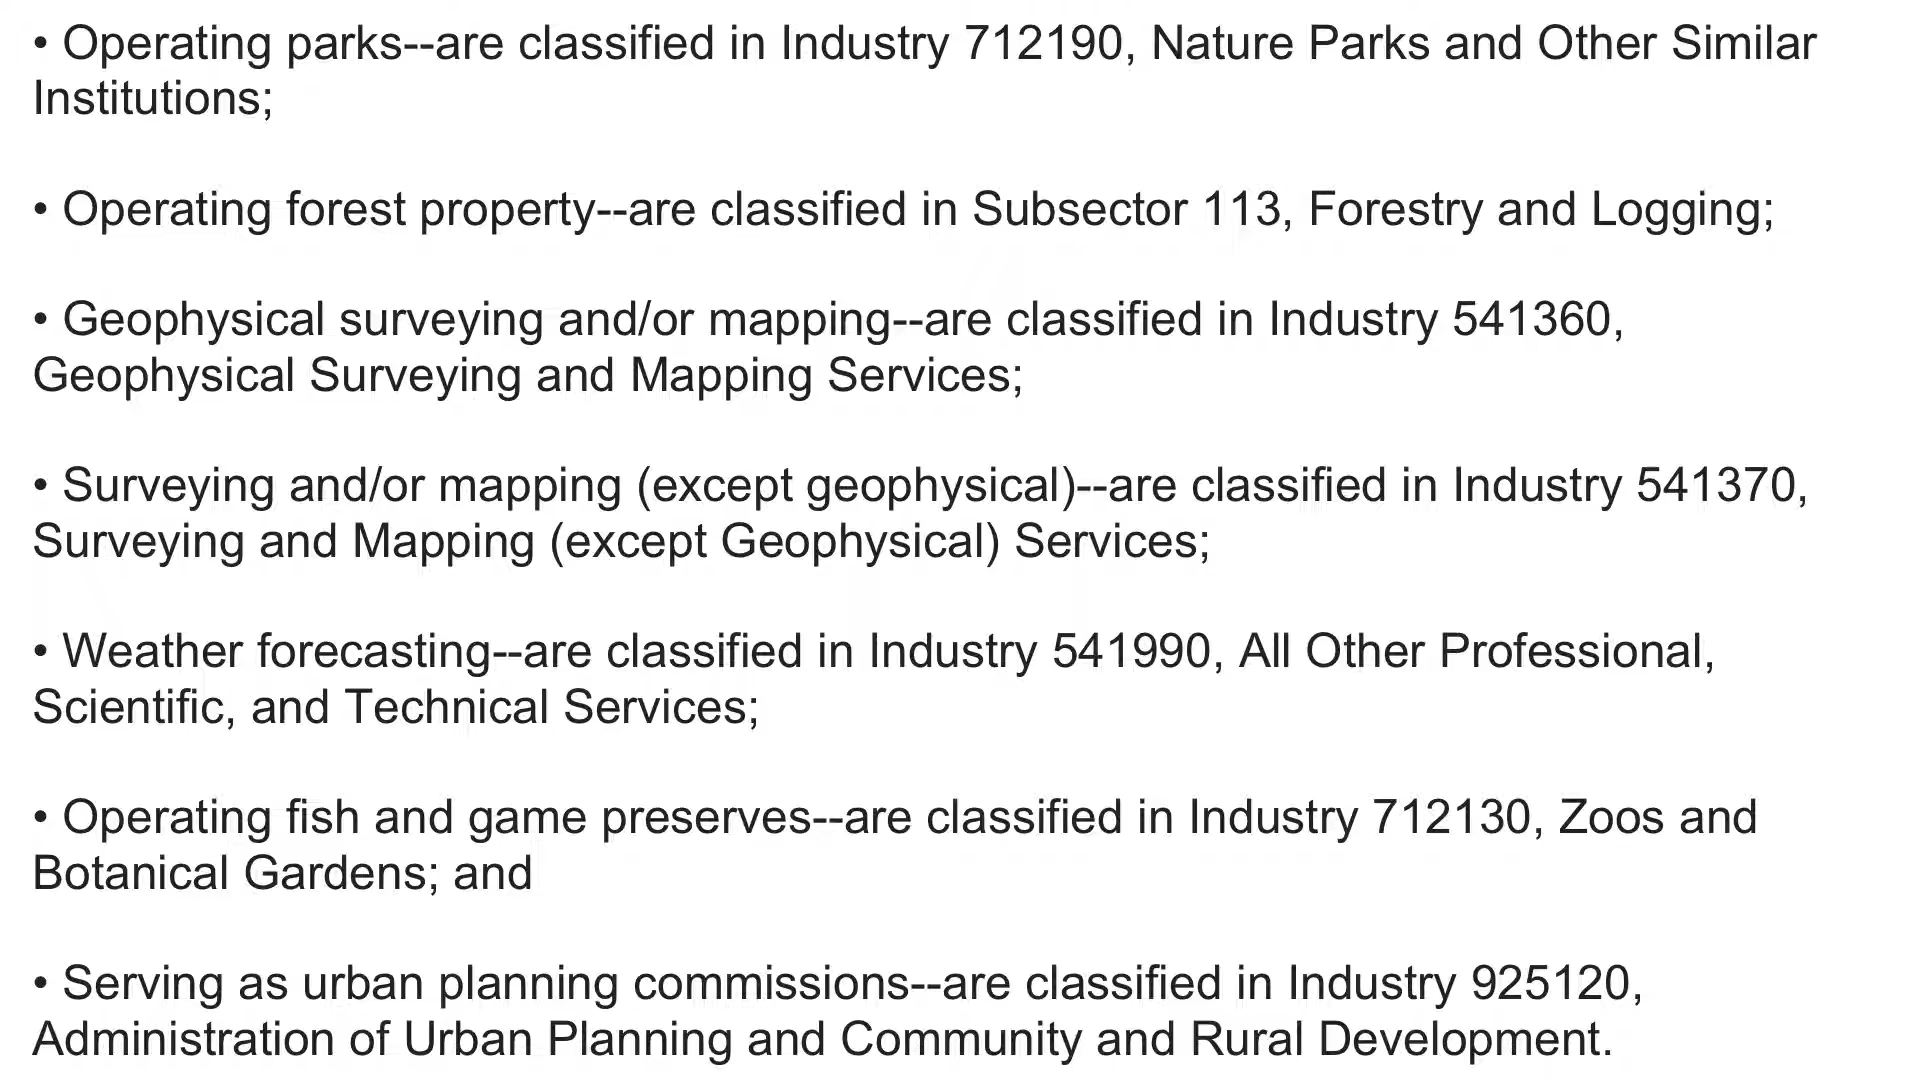 • Operating parks--are classified in Industry 712190, Nature Parks and Other Similar
Institutions;
• Operating forest property--are classified in Subsector 113, Forestry and Logging;
• Geophysical surveying and/or mapping--are classified in Industry 541360,
Geophysical Surveying and Mapping Services;
• Surveying and/or mapping (except geophysical)--are classified in Industry 541370,
Surveying and Mapping (except Geophysical) Services;
• Weather forecasting--are classified in Industry 541990, All Other Professional,
Scientific, and Technical Services;
• Operating fish and game preserves--are classified in Industry 712130, Zoos and
Botanical Gardens; and
• Serving as urban planning commissions--are classified in Industry 925120,
Administration of Urban Planning and Community and Rural Development.